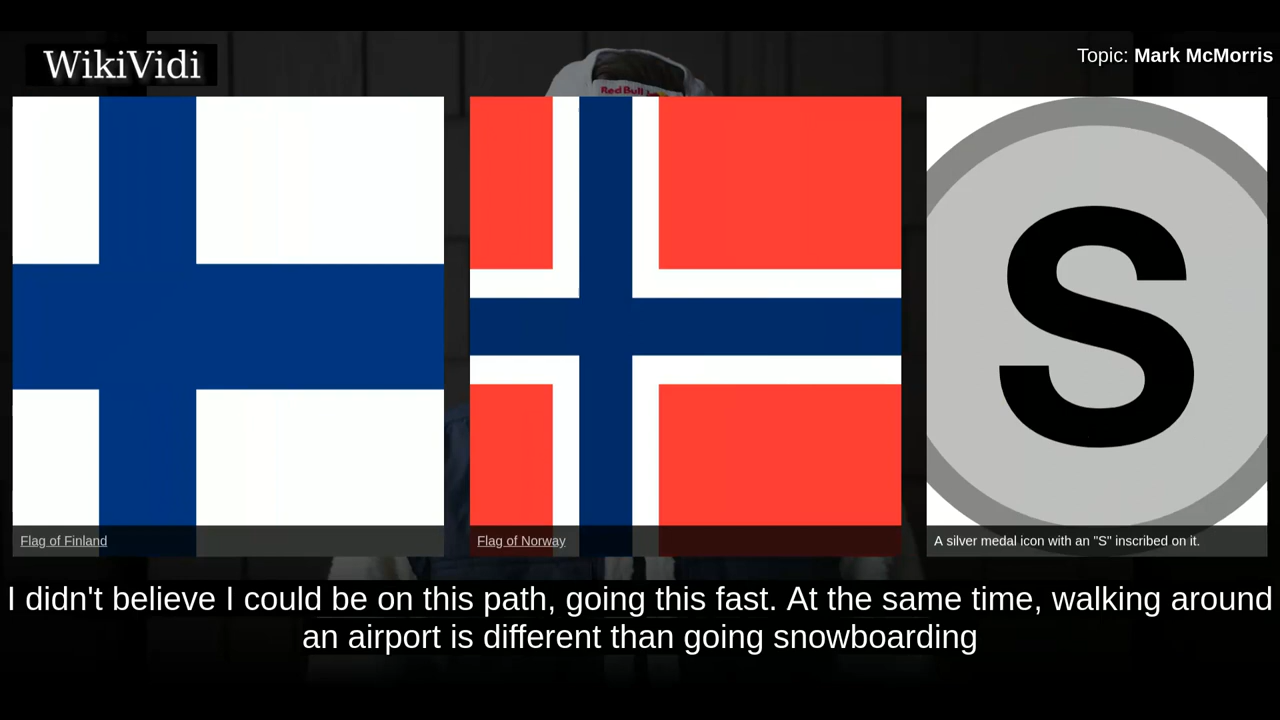 WikiVidi
Topic: Mark McMorris
Red Bull
S
Flag of Finland
Flag of Norway
A silver medal icon with an "S" inscribed on it.
I didn't believe I could be on this path, going this fast. At the same time, walking around
an airport is different than going snowboarding